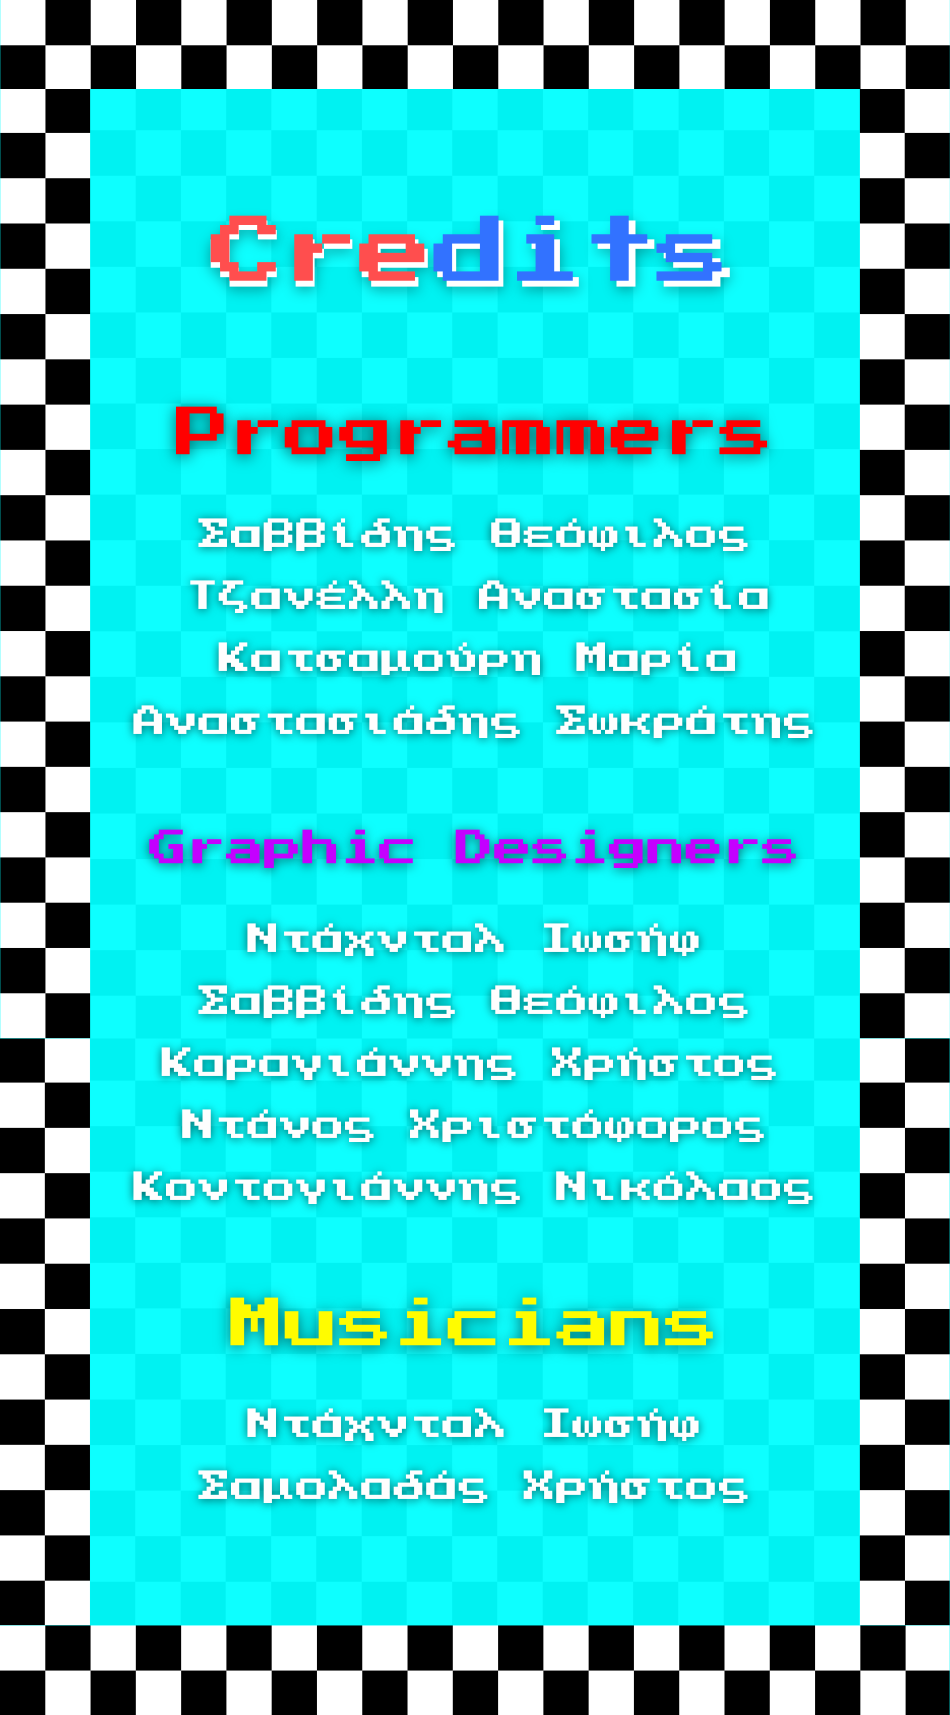 Credits
Programmers
Σαββίδης Θεόφιλος
Τζανέλλη Αναστασία
Κατσαμούρη Μαρία
Αναστασιάδης Σωκράτης
Graphic Designers
Ντάχνταλ Ιωσήφ
Σαββίδης Θεόφιλος
Καραγιάννης Χρήστος
Ντάνος Χριστόφορος
Κοντογιάννης Νικόλαος
Musicians
Ντάχνταλ Ιωσήφ
Σαμολαδάς Χρήστος